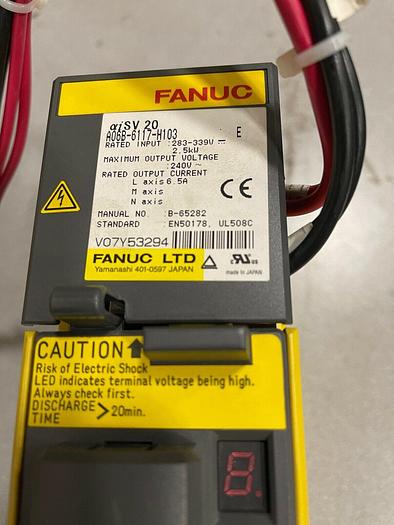 FANUC
αiSV 20
A06B-6117-H103 E
RATED INPUT :283-339V ⎓
2.5kW
MAXIMUM OUTPUT VOLTAGE
:240V ~
RATED OUTPUT CURRENT
L axis 6.5A
M axis
N axis
MANUAL NO. :B-65282
STANDARD :EN50178, UL508C
CE
V07Y53294
FANUC LTD
Yamanashi 401-0597 JAPAN
c RU us
made in JAPAN
CAUTION
Risk of Electric Shock
LED indicates terminal voltage being high.
Always check first.
DISCHARGE
TIME > 20min.
8.